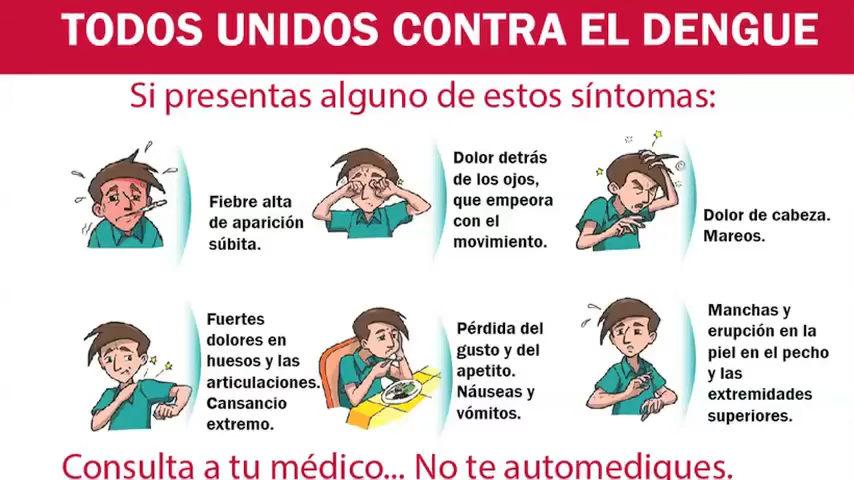 TODOS UNIDOS CONTRA EL DENGUE
Si presentas alguno de estos síntomas:
Fiebre alta
de aparición
súbita.
Dolor detrás
de los ojos,
que empeora
con el
movimiento.
Dolor de cabeza.
Mareos.
Fuertes
dolores en
huesos y las
articulaciones.
Cansancio
extremo.
Pérdida del
gusto y del
apetito.
Náuseas y
vómitos.
Manchas y
erupción en la
piel en el pecho
y las
extremidades
superiores.
Consulta a tu médico... No te automediques.